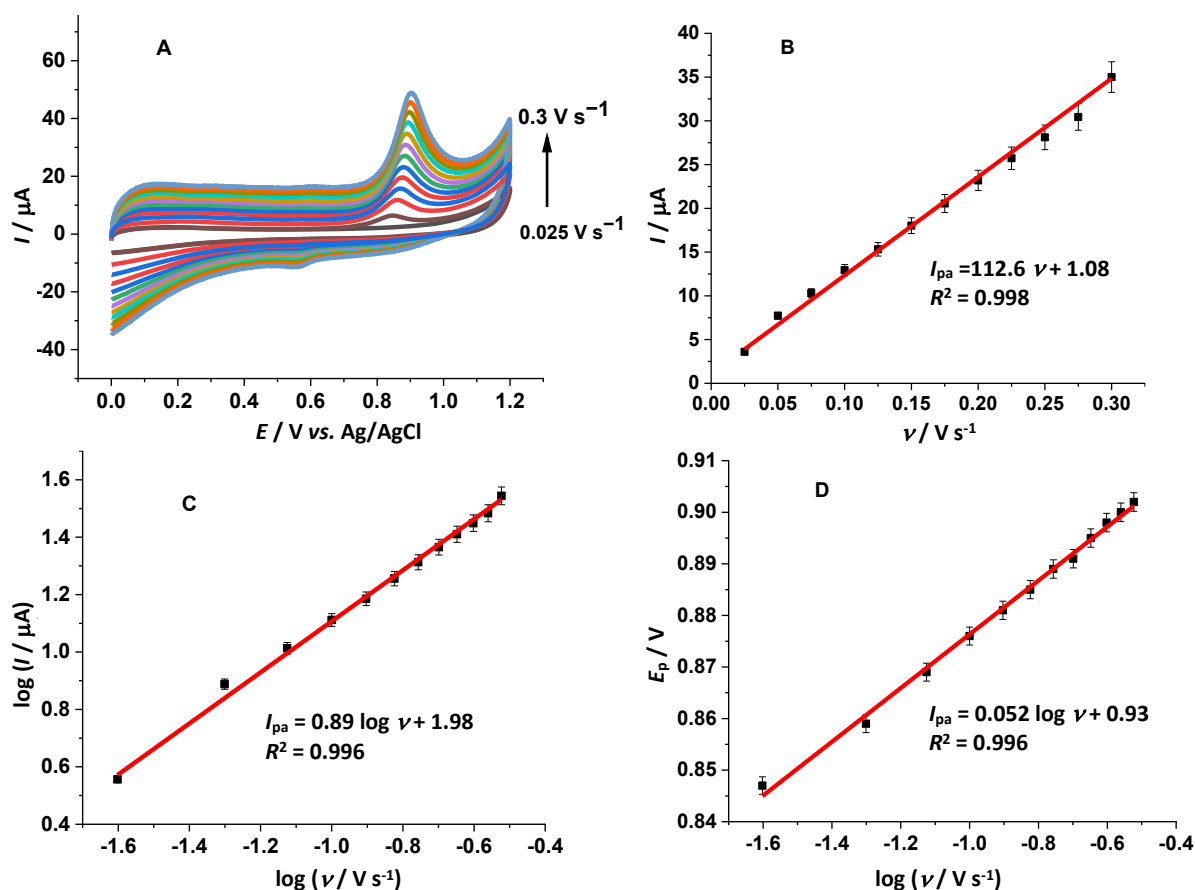 A
60
40
20
0
-20
-40
I / µA
0.0 0.2 0.4 0.6 0.8 1.0 1.2
E / V vs. Ag/AgCl
0.3 V s⁻¹
0.025 V s⁻¹
B
40
35
30
25
20
15
10
5
0
I / µA
I_pa =112.6 ν + 1.08
R² = 0.998
0.00 0.05 0.10 0.15 0.20 0.25 0.30
ν / V s⁻¹
C
1.6
1.4
1.2
1.0
0.8
0.6
0.4
log (I / µA)
I_pa = 0.89 log ν + 1.98
R² = 0.996
-1.6 -1.4 -1.2 -1.0 -0.8 -0.6 -0.4
log (ν / V s⁻¹)
D
0.91
0.90
0.89
0.88
0.87
0.86
0.85
0.84
E_p / V
I_pa = 0.052 log ν + 0.93
R² = 0.996
-1.6 -1.4 -1.2 -1.0 -0.8 -0.6 -0.4
log (ν / V s⁻¹)